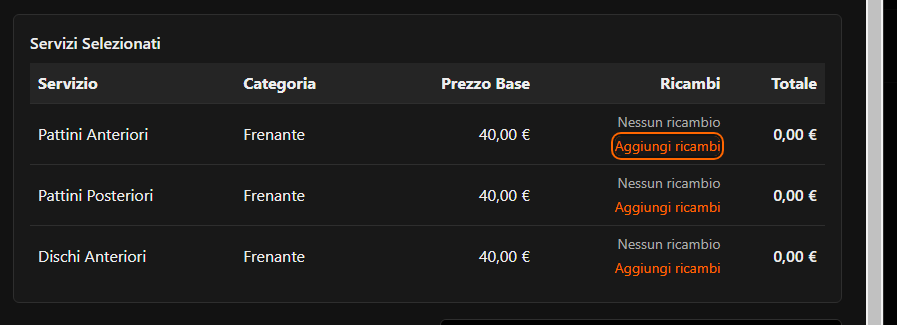 Servizi Selezionati
Servizio Categoria Prezzo Base Ricambi Totale
Pattini Anteriori Frenante 40,00 € Nessun ricambio 0,00 €
Aggiungi ricambi
Pattini Posteriori Frenante 40,00 € Nessun ricambio 0,00 €
Aggiungi ricambi
Dischi Anteriori Frenante 40,00 € Nessun ricambio 0,00 €
Aggiungi ricambi